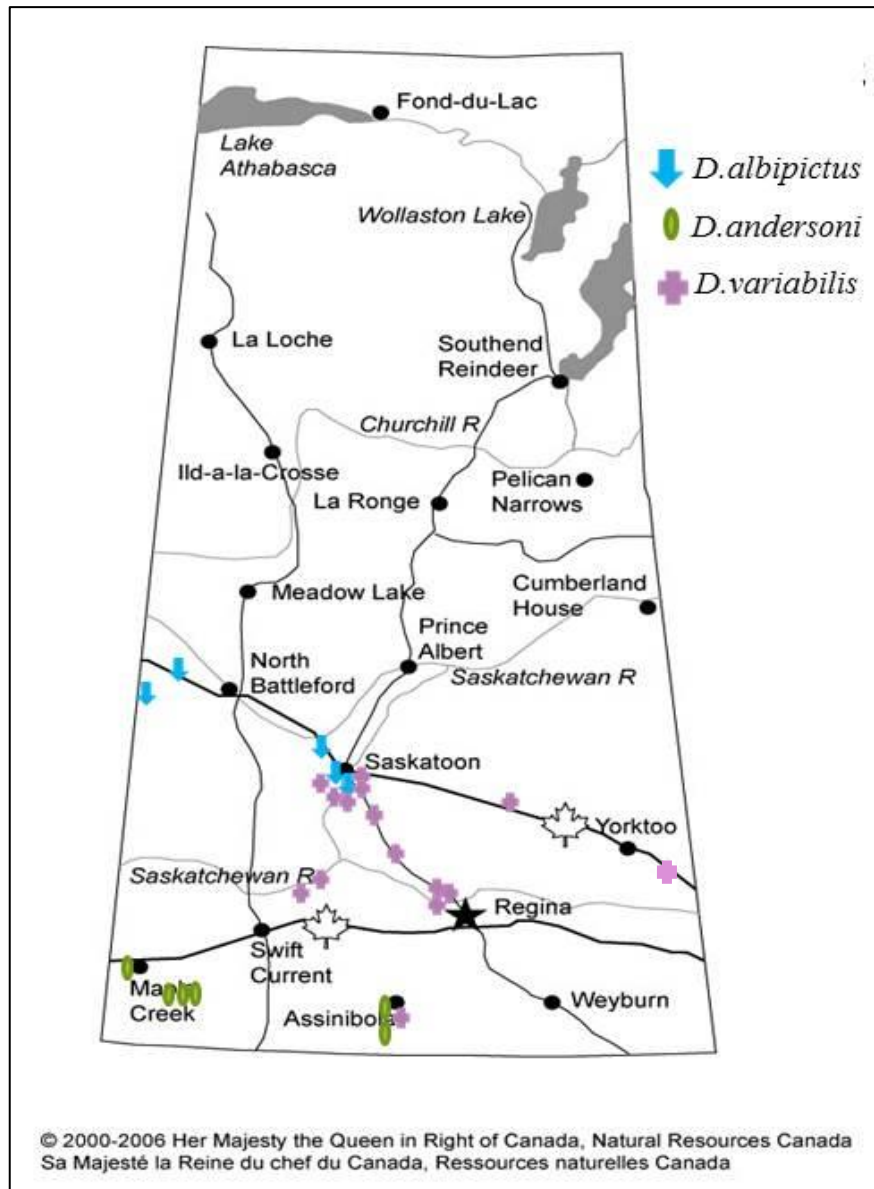 Fond-du-Lac
Lake
Athabasca
D.albipictus
Wollaston Lake
D.andersoni
D.variabilis
La Loche
Southend
Reindeer
Churchill R
Ild-a-la-Crosse
Pelican
Narrows
La Ronge
Meadow Lake
Cumberland
House
Prince
Albert
North
Battleford
Saskatchewan R
Saskatoon
Yorktoo
Saskatchewan R
Regina
Swift
Current
Creek
Weyburn
© 2000-2006 Her Majesty the Queen in Right of Canada, Natural Resources Canada
Sa Majesté la Reine du chef du Canada, Ressources naturelles Canada